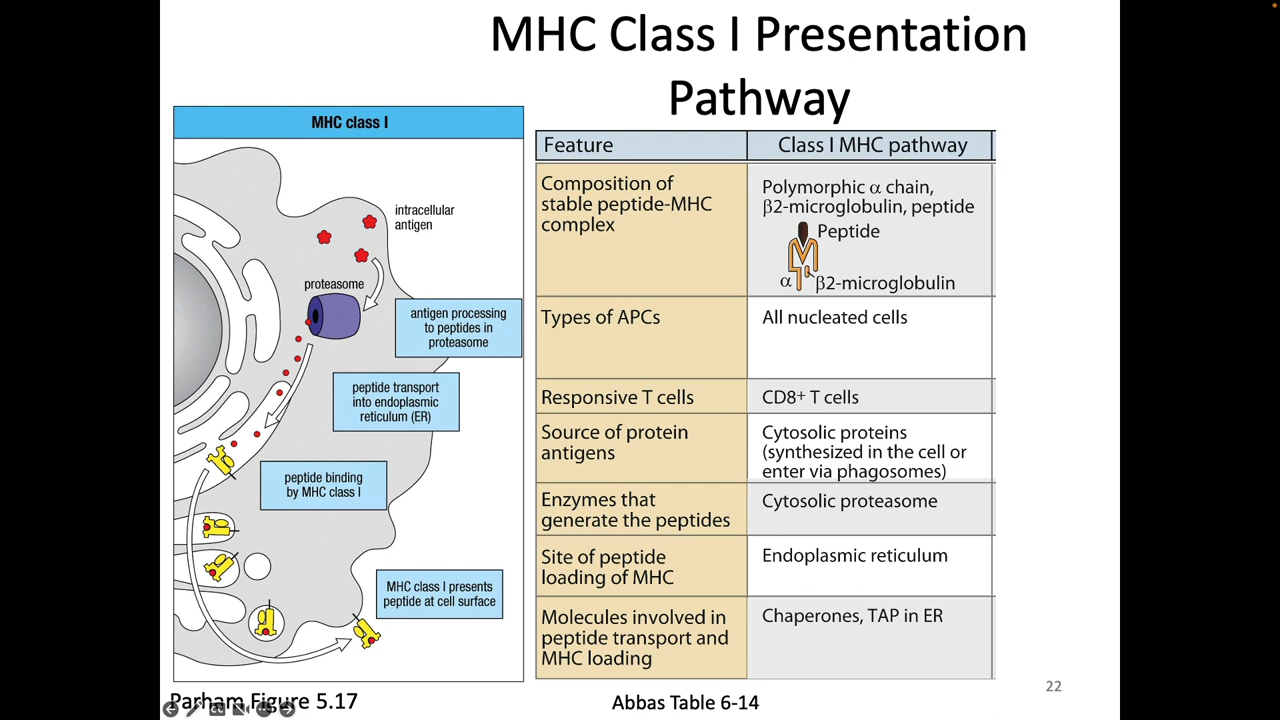 MHC Class I Presentation
Pathway
MHC class I
intracellular
antigen
proteasome
antigen processing
to peptides in
proteasome
peptide transport
into endoplasmic
reticulum (ER)
peptide binding
by MHC class I
MHC class I presents
peptide at cell surface
Parham Figure 5.17
Feature
Class I MHC pathway
Composition of
stable peptide-MHC
complex
Polymorphic α chain,
β2-microglobulin, peptide
Peptide
α
β2-microglobulin
Types of APCs
All nucleated cells
Responsive T cells
CD8⁺ T cells
Source of protein
antigens
Cytosolic proteins
(synthesized in the cell or
enter via phagosomes)
Enzymes that
generate the peptides
Cytosolic proteasome
Site of peptide
loading of MHC
Endoplasmic reticulum
Molecules involved in
peptide transport and
MHC loading
Chaperones, TAP in ER
Abbas Table 6-14
22